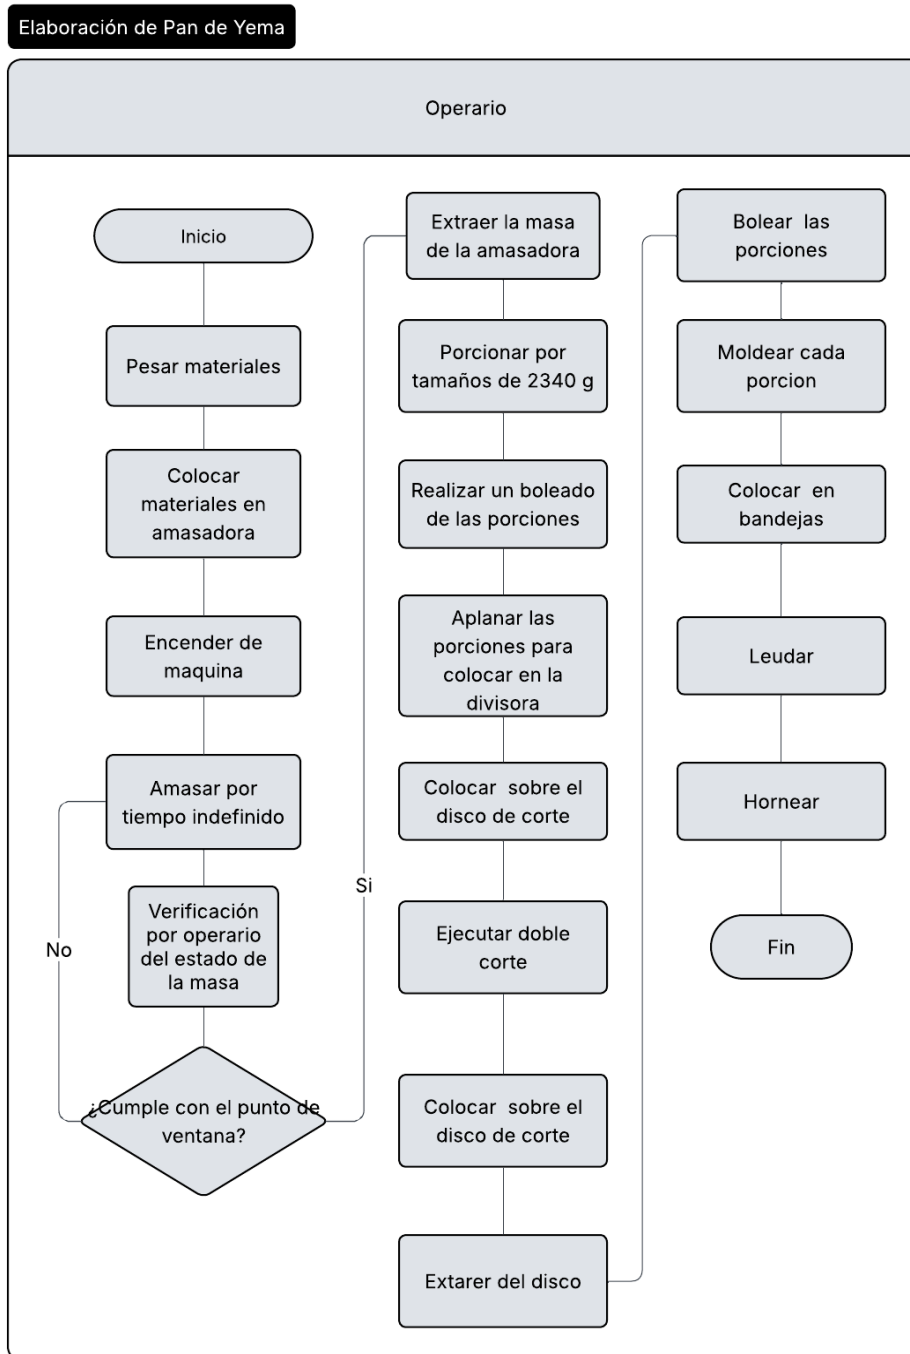 Elaboración de Pan de Yema
Operario
Inicio
Pesar materiales
Colocar
materiales en
amasadora
Encender de
maquina
Amasar por
tiempo indefinido
Verificación
por operario
del estado de
la masa
No
¿Cumple con el punto de
ventana?
Si
Extraer la masa
de la amasadora
Porcionar por
tamaños de 2340 g
Realizar un boleado
de las porciones
Aplanar las
porciones para
colocar en la
divisora
Colocar sobre el
disco de corte
Ejecutar doble
corte
Colocar sobre el
disco de corte
Extarer del disco
Bolear las
porciones
Moldear cada
porcion
Colocar en
bandejas
Leudar
Hornear
Fin